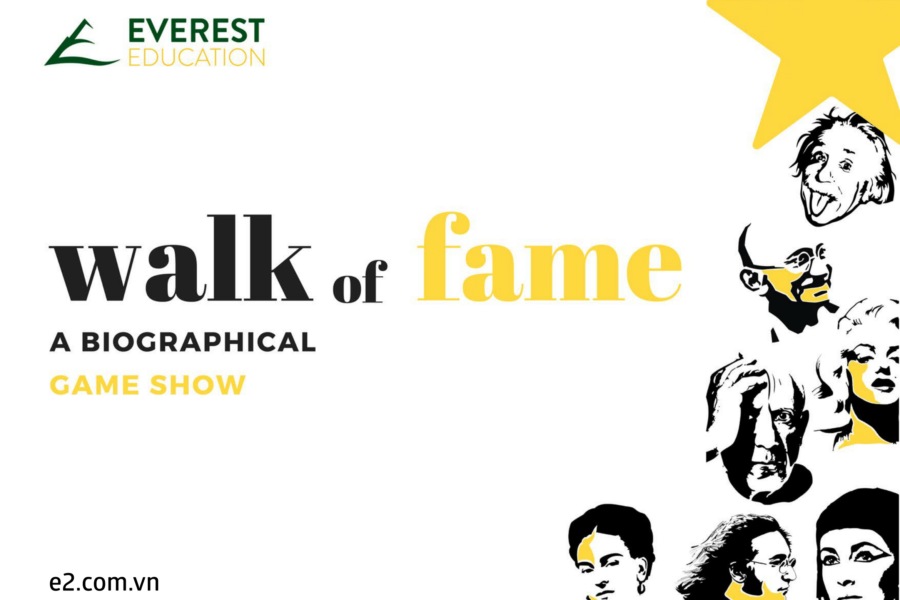 EVEREST
EDUCATION
walk of fame
A BIOGRAPHICAL
GAME SHOW
e2.com.vn